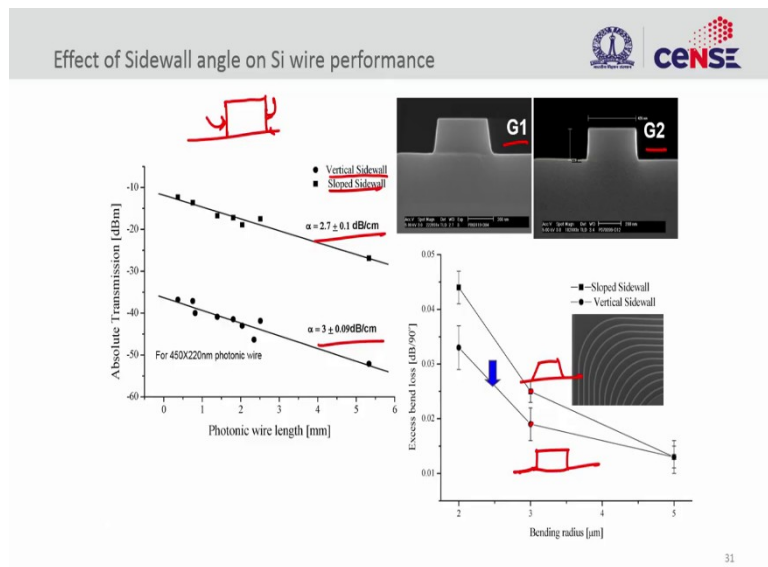 Effect of Sidewall angle on Si wire performance
CeNSE
G1
G2
Vertical Sidewall
Sloped Sidewall
-10
-20
-30
-40
-50
-60
Absolute Transmission [dBm]
α = 2.7 ± 0.1 dB/cm
α = 3 ± 0.09dB/cm
For 450X220nm photonic wire
0 1 2 3 4 5 6
Photonic wire length [mm]
0.05
0.04
0.03
0.02
0.01
Excess bend loss [dB/90°]
Sloped Sidewall
Vertical Sidewall
2 3 4 5
Bending radius [μm]
31